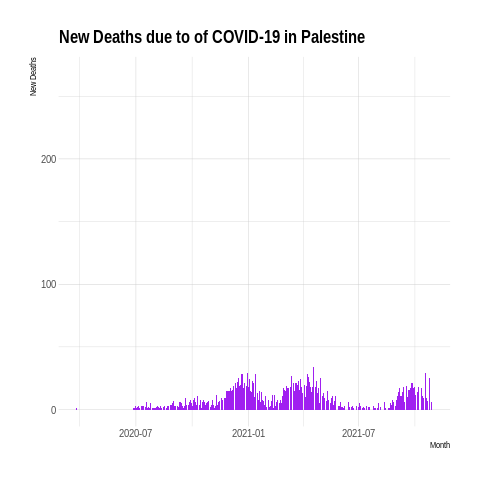 New Deaths due to of COVID-19 in Palestine
New Deaths
200
100
0
2020-07
2021-01
2021-07
Month